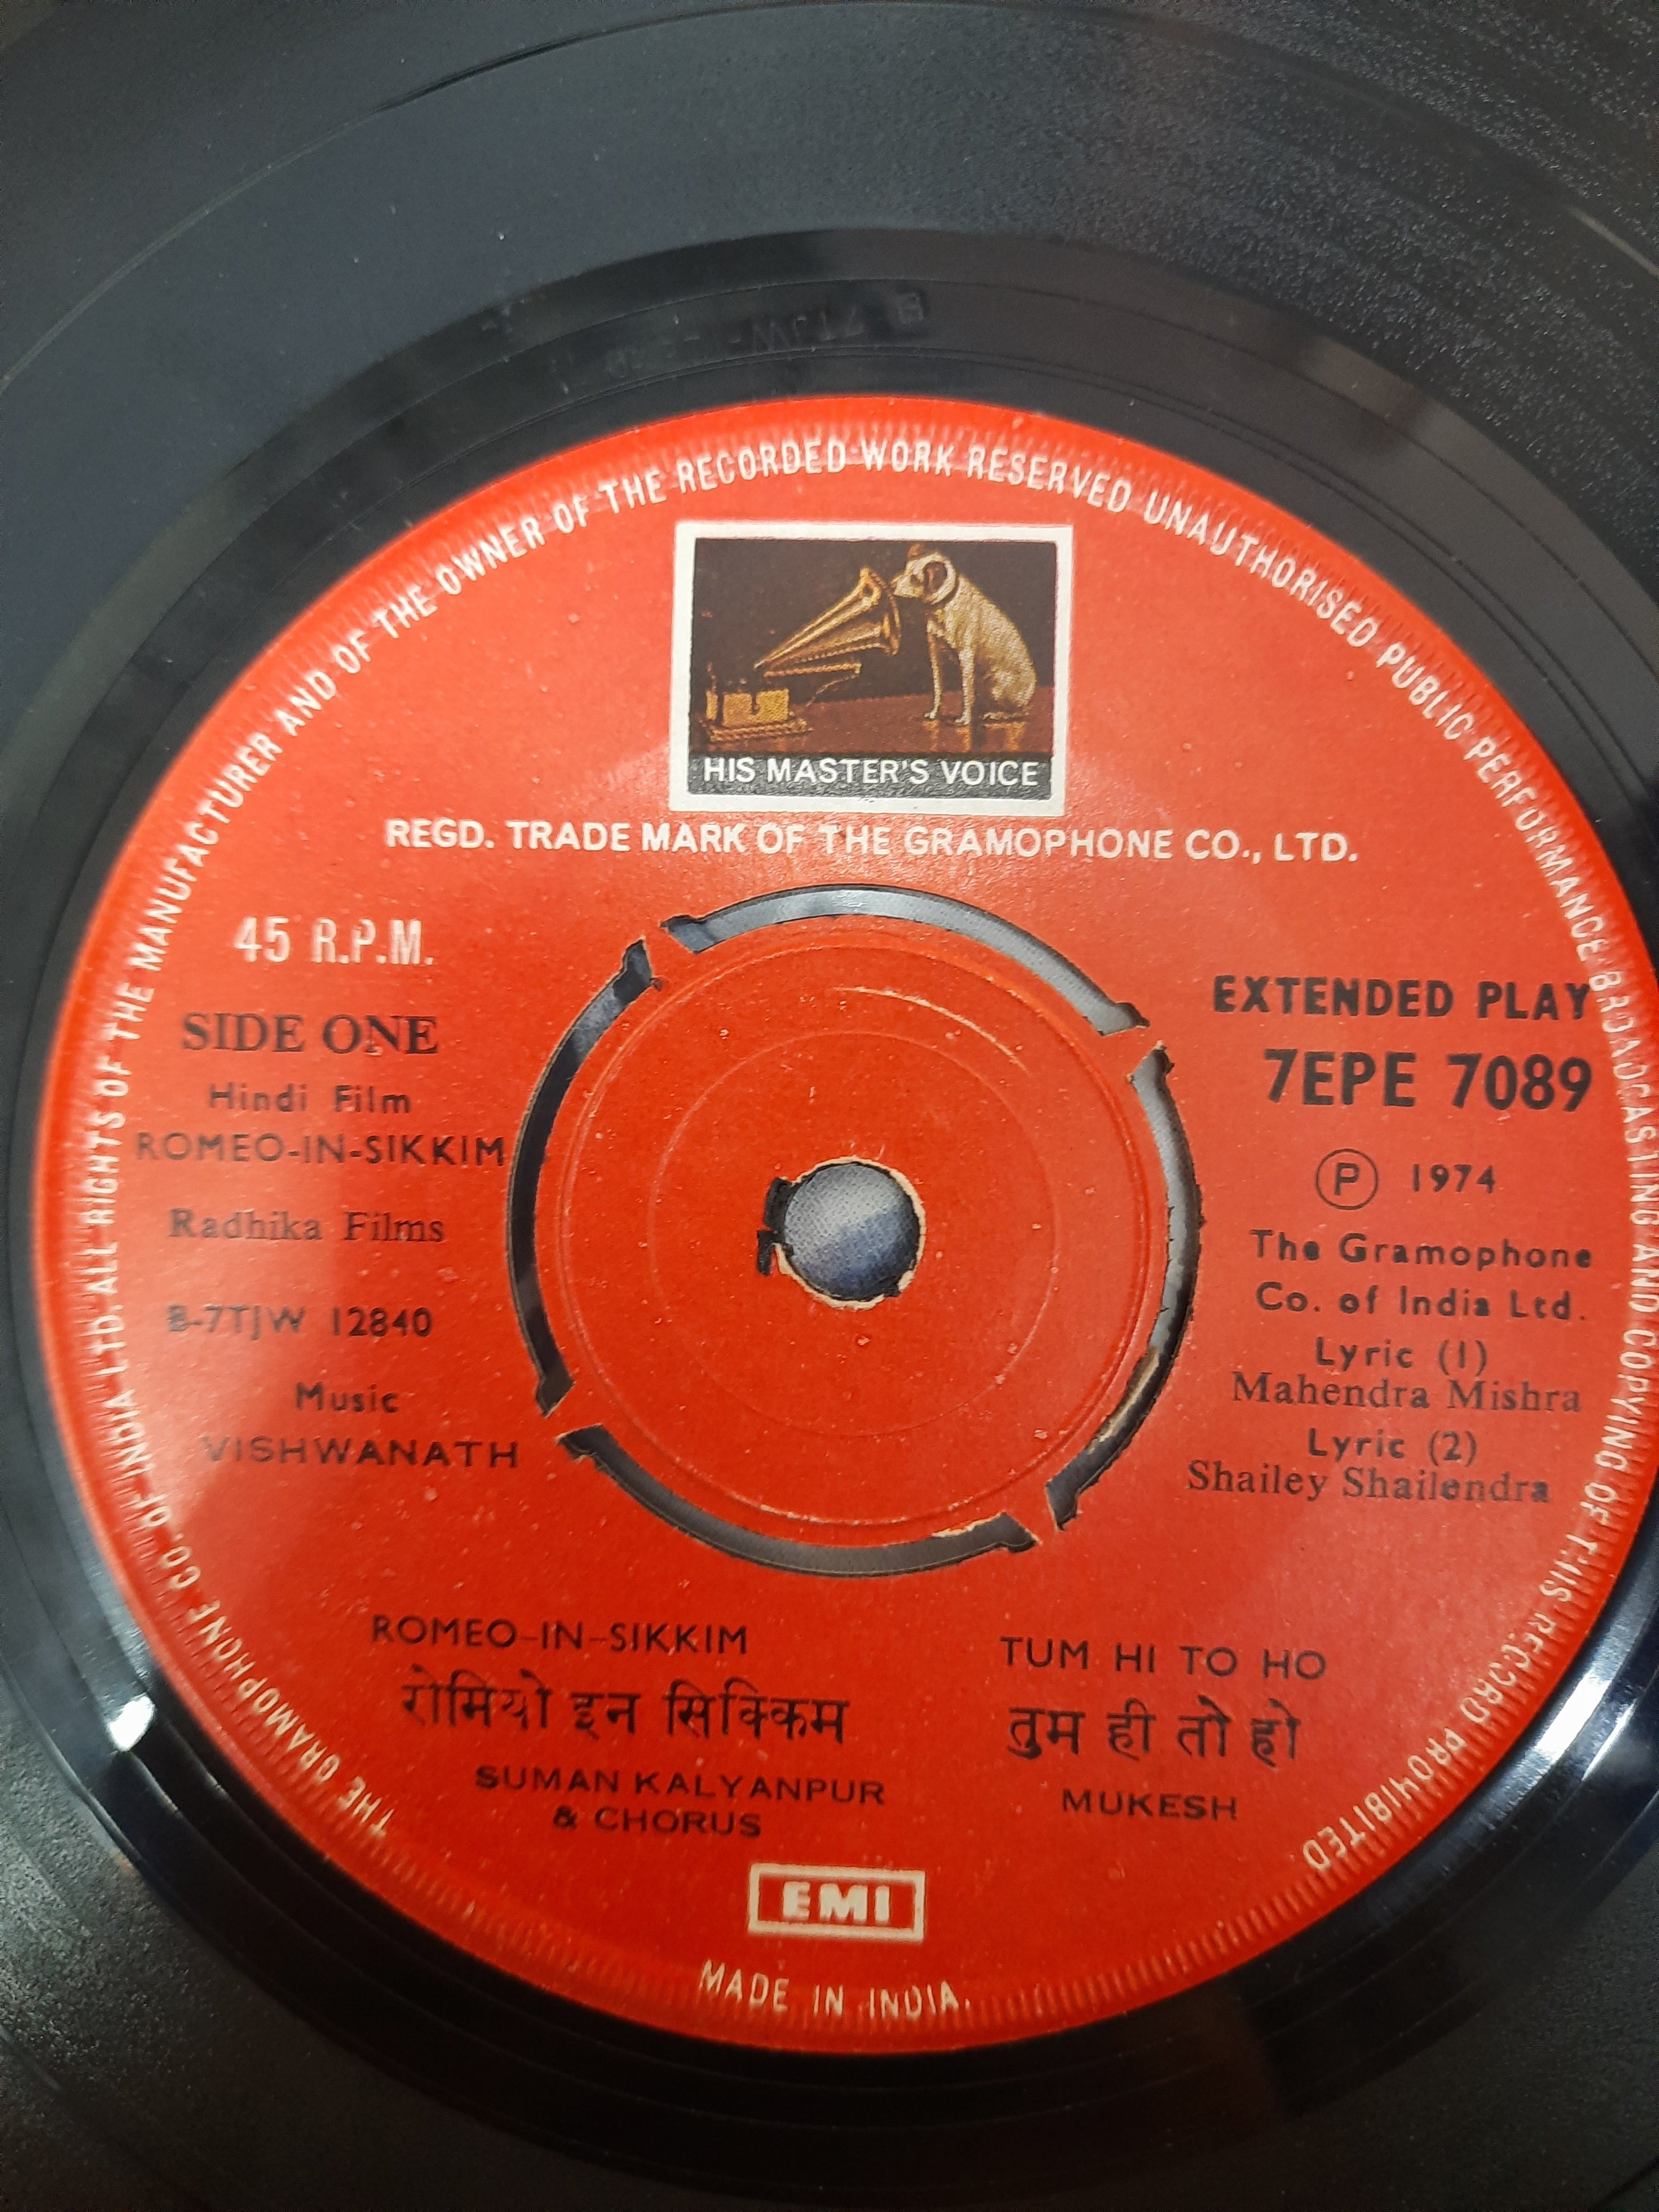 THE GRAMOPHONE CO. OF INDIA LTD. ALL RIGHTS OF THE MANUFACTURER AND OF THE OWNER OF THE RECORDED WORK RESERVED UNAUTHORISED PUBLIC PERFORMANCE BROADCASTING AND COPYING OF THIS RECORD PROHIBITED
HIS MASTER'S VOICE
REGD. TRADE MARK OF THE GRAMOPHONE CO., LTD.
45 R.P.M.
SIDE ONE
Hindi Film
ROMEO-IN-SIKKIM
Radhika Films
8-7TJW 12840
Music
VISHWANATH
EXTENDED PLAY
7EPE 7089
Ⓟ 1974
The Gramophone
Co. of India Ltd.
Lyric (1)
Mahendra Mishra
Lyric (2)
Shailey Shailendra
ROMEO-IN-SIKKIM
रोमियो इन सिक्किम
SUMAN KALYANPUR
& CHORUS
TUM HI TO HO
तुम ही तो हो
MUKESH
EMI
MADE IN INDIA.